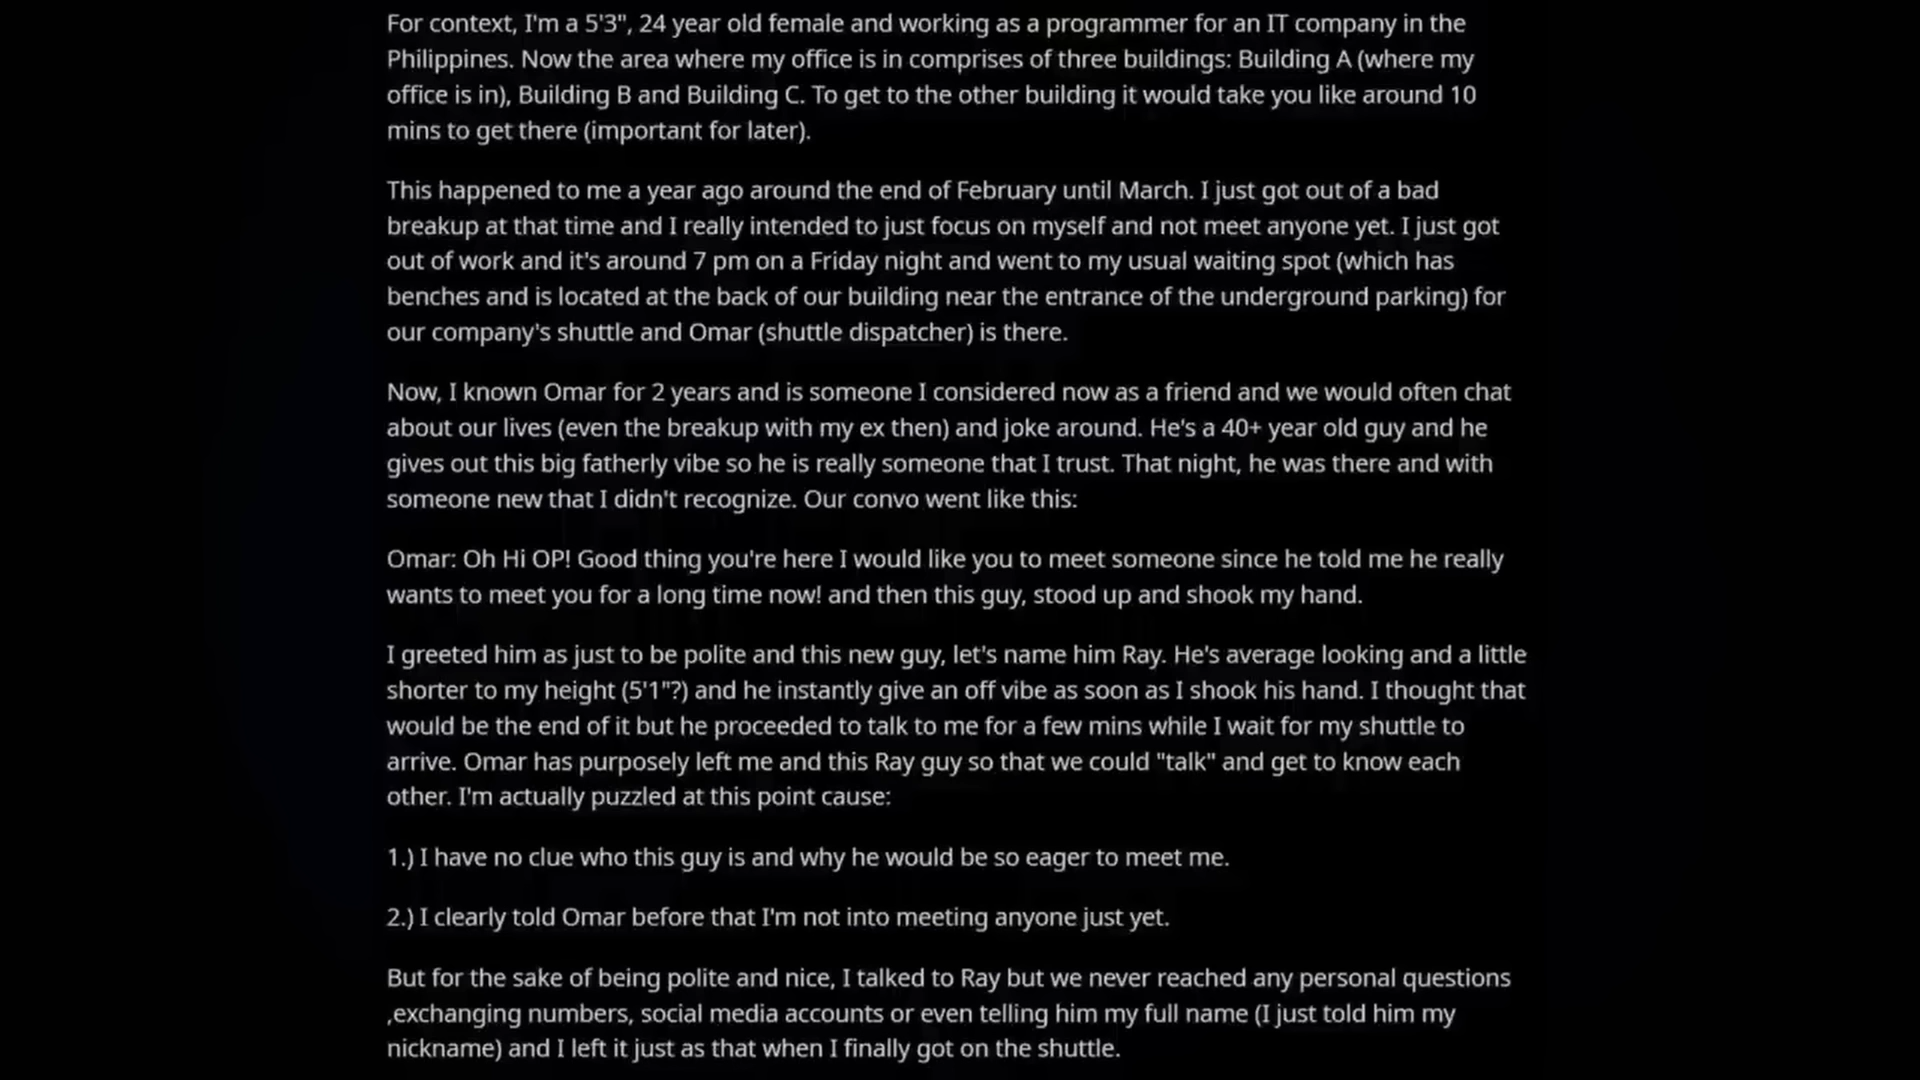 For context, I'm a 5'3", 24 year old female and working as a programmer for an IT company in the
Philippines. Now the area where my office is in comprises of three buildings: Building A (where my
office is in), Building B and Building C. To get to the other building it would take you like around 10
mins to get there (important for later).
This happened to me a year ago around the end of February until March. I just got out of a bad
breakup at that time and I really intended to just focus on myself and not meet anyone yet. I just got
out of work and it's around 7 pm on a Friday night and went to my usual waiting spot (which has
benches and is located at the back of our building near the entrance of the underground parking) for
our company's shuttle and Omar (shuttle dispatcher) is there.
Now, I known Omar for 2 years and is someone I considered now as a friend and we would often chat
about our lives (even the breakup with my ex then) and joke around. He's a 40+ year old guy and he
gives out this big fatherly vibe so he is really someone that I trust. That night, he was there and with
someone new that I didn't recognize. Our convo went like this:
Omar: Oh Hi OP! Good thing you're here I would like you to meet someone since he told me he really
wants to meet you for a long time now! and then this guy, stood up and shook my hand.
I greeted him as just to be polite and this new guy, let's name him Ray. He's average looking and a little
shorter to my height (5'1"?) and he instantly give an off vibe as soon as I shook his hand. I thought that
would be the end of it but he proceeded to talk to me for a few mins while I wait for my shuttle to
arrive. Omar has purposely left me and this Ray guy so that we could "talk" and get to know each
other. I'm actually puzzled at this point cause:
1.) I have no clue who this guy is and why he would be so eager to meet me.
2.) I clearly told Omar before that I'm not into meeting anyone just yet.
But for the sake of being polite and nice, I talked to Ray but we never reached any personal questions
,exchanging numbers, social media accounts or even telling him my full name (I just told him my
nickname) and I left it just as that when I finally got on the shuttle.